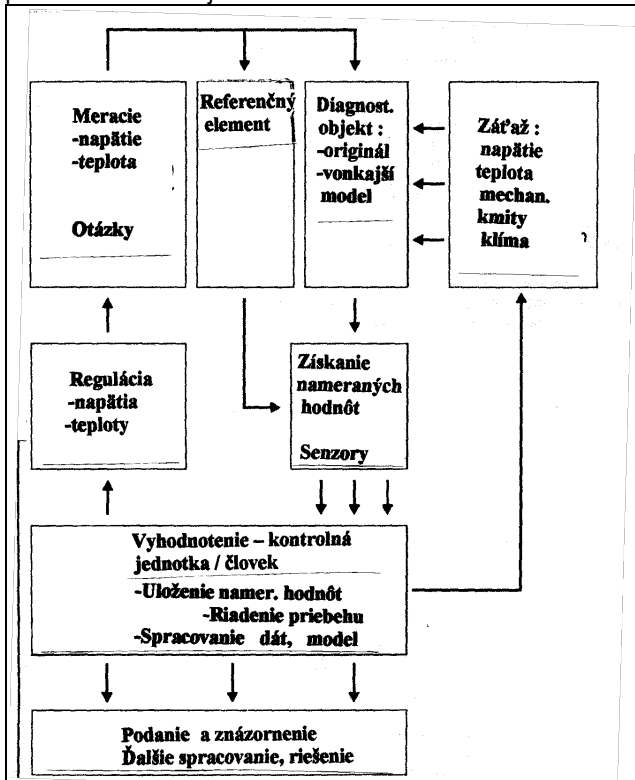 Meracie
-napätie
-teplota
Otázky
Referenčný
element
Diagnost.
objekt :
-originál
-vonkajší
model
Záťaž :
napätie
teplota
mechan.
kmity
klíma
Regulácia
-napätia
-teploty
Získanie
nameraných
hodnôt
Senzory
Vyhodnotenie – kontrolná
jednotka / človek
-Uloženie namer. hodnôt
-Riadenie priebehu
-Spracovanie dát, model
Podanie a znázornenie
Ďalšie spracovanie, riešenie